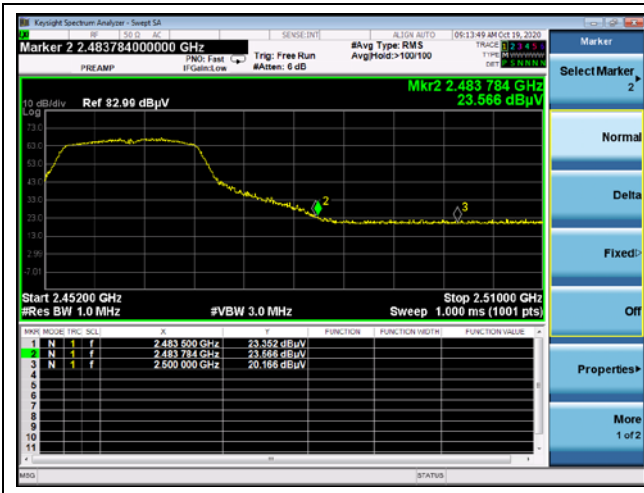 Keysight Spectrum Analyzer - Swept SA
RF 50 Ω AC SENSE:INT ALIGN AUTO 09:13:49 AM Oct 19, 2020
Marker 2 2.483784000000 GHz
PREAMP
PNO: Fast
IFGain:Low
Trig: Free Run
#Atten: 6 dB
#Avg Type: RMS
Avg|Hold:>100/100
TRACE 1 2 3 4 5 6
TYPE
DET P S N N N N
Mkr2 2.483 784 GHz
23.566 dBµV
10 dB/div Ref 82.99 dBµV
Log
73.0
63.0
53.0
43.0
33.0
23.0
13.0
2.99
-7.01
2
3
Start 2.45200 GHz Stop 2.51000 GHz
#Res BW 1.0 MHz #VBW 3.0 MHz Sweep 1.000 ms (1001 pts)
MKR MODE TRC SCL X Y FUNCTION FUNCTION WIDTH FUNCTION VALUE
1 N 1 f 2.483 500 GHz 23.352 dBµV
2 N 1 f 2.483 784 GHz 23.566 dBµV
3 N 1 f 2.500 000 GHz 20.166 dBµV
4
5
6
7
8
9
10
11
MSG STATUS
Marker
Select Marker
2
Normal
Delta
Fixed
Off
Properties
More
1 of 2